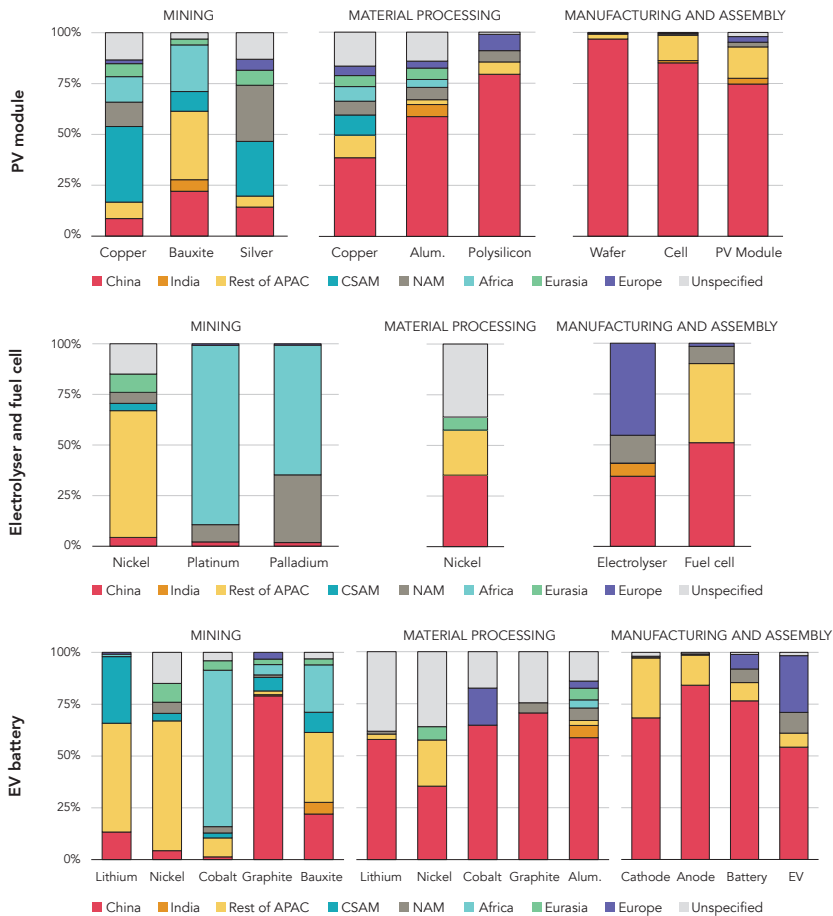 MINING MATERIAL PROCESSING MANUFACTURING AND ASSEMBLY
PV module
100%
75%
50%
25%
0%
Copper Bauxite Silver Copper Alum. Polysilicon Wafer Cell PV Module
China India Rest of APAC CSAM NAM Africa Eurasia Europe Unspecified
MINING MATERIAL PROCESSING MANUFACTURING AND ASSEMBLY
Electrolyser and fuel cell
100%
75%
50%
25%
0%
Nickel Platinum Palladium Nickel Electrolyser Fuel cell
China India Rest of APAC CSAM NAM Africa Eurasia Europe Unspecified
MINING MATERIAL PROCESSING MANUFACTURING AND ASSEMBLY
EV battery
100%
75%
50%
25%
0%
Lithium Nickel Cobalt Graphite Bauxite Lithium Nickel Cobalt Graphite Alum. Cathode Anode Battery EV
China India Rest of APAC CSAM NAM Africa Eurasia Europe Unspecified